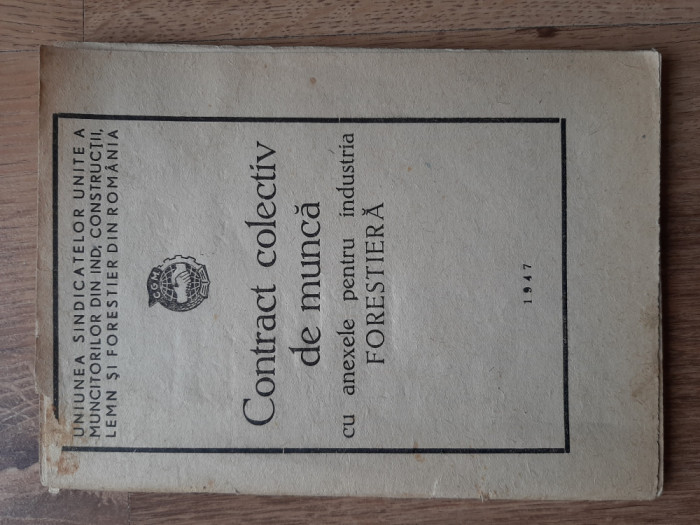 UNIUNEA SINDICATELOR UNITE A
MUNCITORILOR DIN IND; CONSTRUCȚII,
LEMN ȘI FORESTIER DIN ROMÂNIA
CGM
Contract colectiv
de muncă
cu anexele pentru industria
FORESTIERĂ
1947